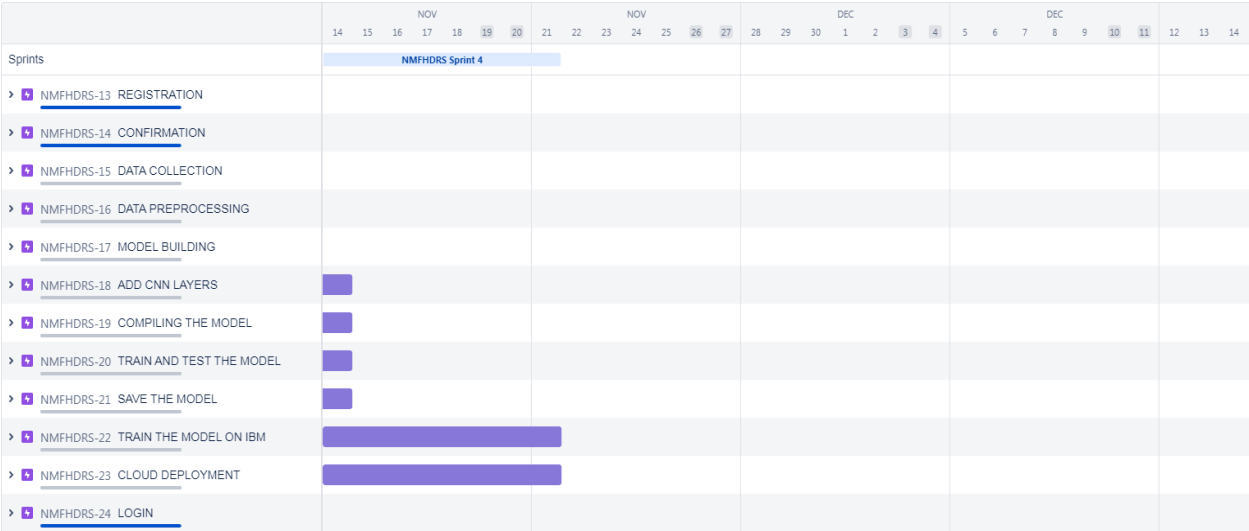 NOV NOV DEC DEC
14 15 16 17 18 19 20 21 22 23 24 25 26 27 28 29 30 1 2 3 4 5 6 7 8 9 10 11 12 13 14
Sprints NMFHDRS Sprint 4
NMFHDRS-13 REGISTRATION
NMFHDRS-14 CONFIRMATION
NMFHDRS-15 DATA COLLECTION
NMFHDRS-16 DATA PREPROCESSING
NMFHDRS-17 MODEL BUILDING
NMFHDRS-18 ADD CNN LAYERS
NMFHDRS-19 COMPILING THE MODEL
NMFHDRS-20 TRAIN AND TEST THE MODEL
NMFHDRS-21 SAVE THE MODEL
NMFHDRS-22 TRAIN THE MODEL ON IBM
NMFHDRS-23 CLOUD DEPLOYMENT
NMFHDRS-24 LOGIN